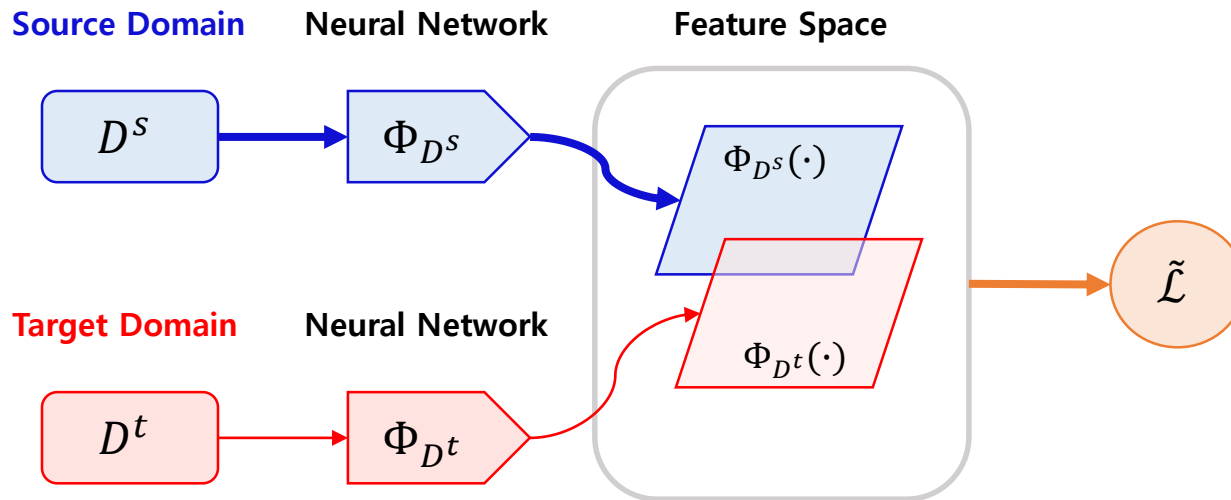 Source Domain Neural Network Feature Space
D^s Φ_{D^s} Φ_{D^s}(·)
L̃
Target Domain Neural Network
D^t Φ_{D^t} Φ_{D^t}(·)